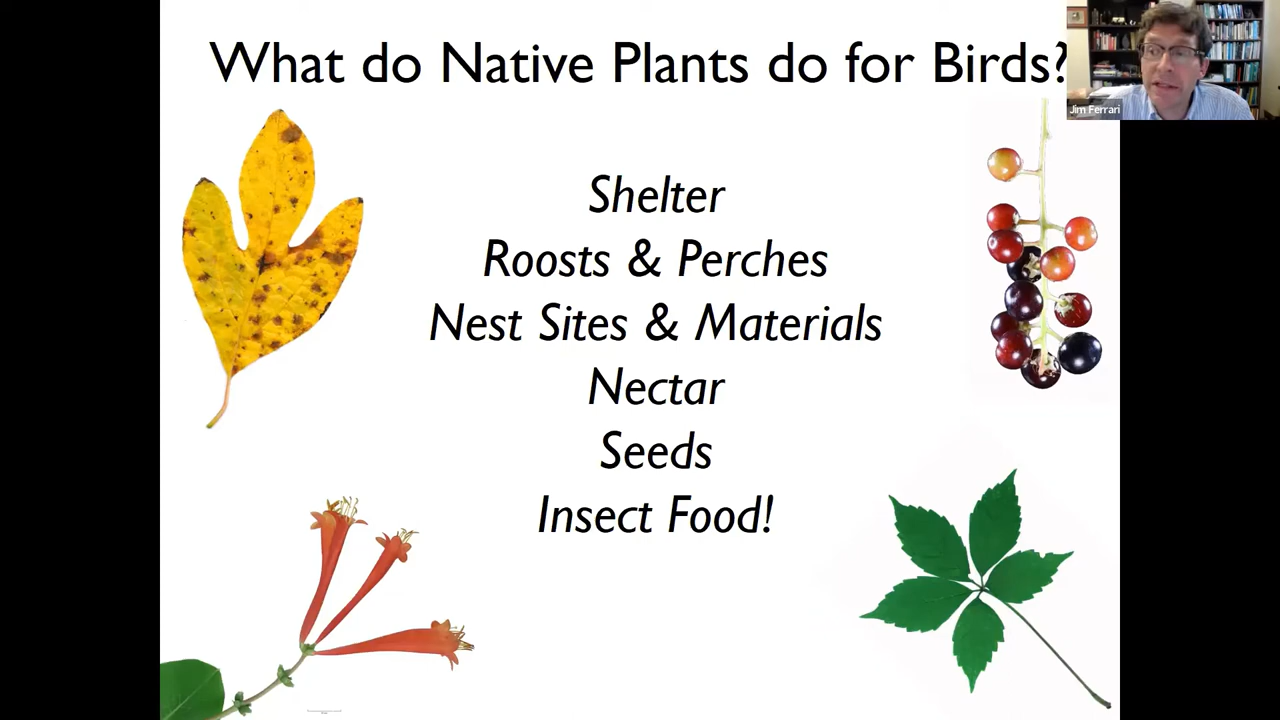 What do Native Plants do for Birds?
Jim Ferrari
Shelter
Roosts & Perches
Nest Sites & Materials
Nectar
Seeds
Insect Food!